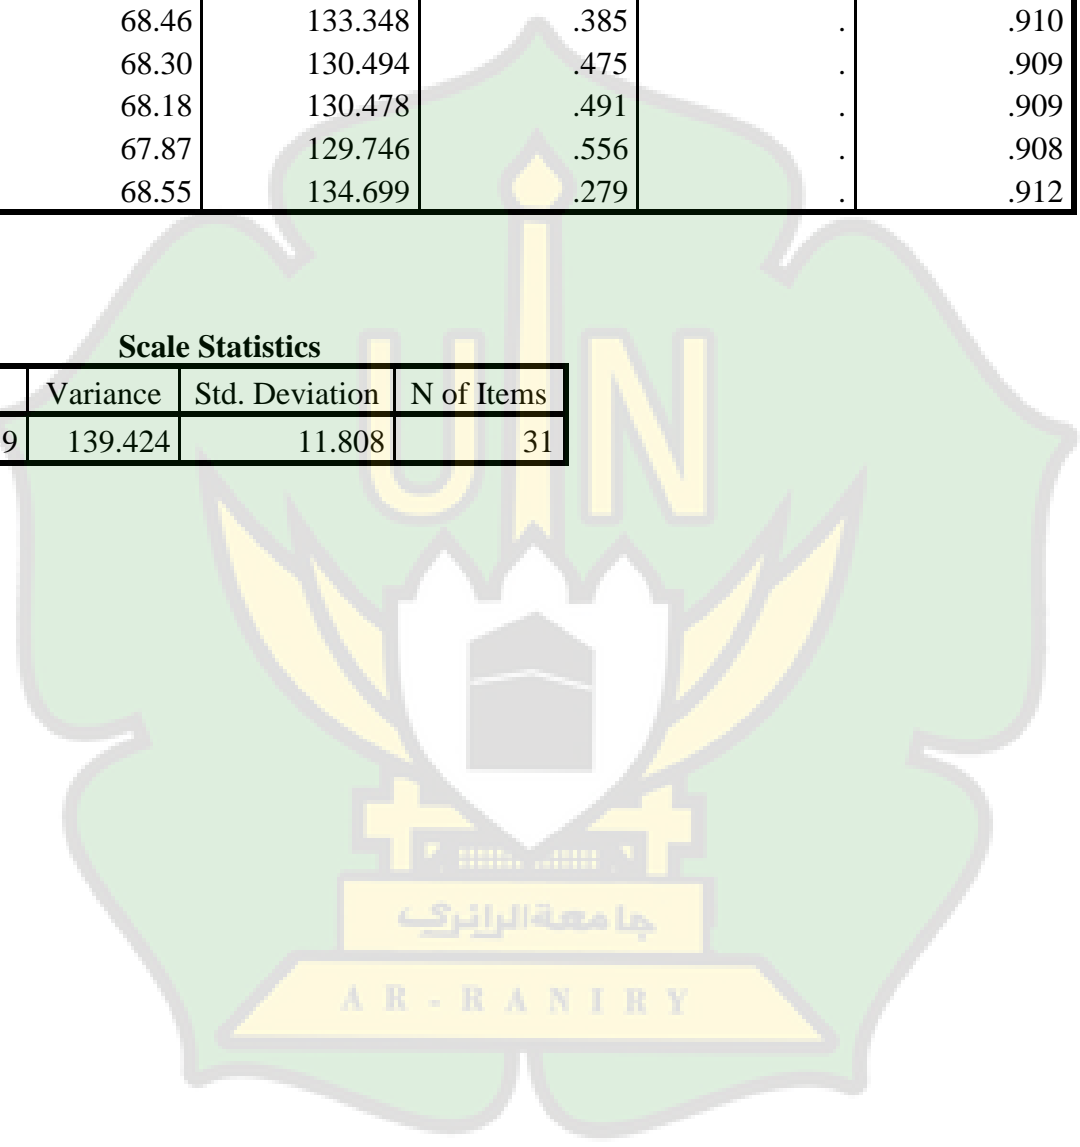 68.46 133.348 .385 . .910
68.30 130.494 .475 . .909
68.18 130.478 .491 . .909
67.87 129.746 .556 . .908
68.55 134.699 .279 . .912
Scale Statistics
Variance Std. Deviation N of Items
9 139.424 11.808 31
UIN
جامعةالرانري
AR-RANIRY